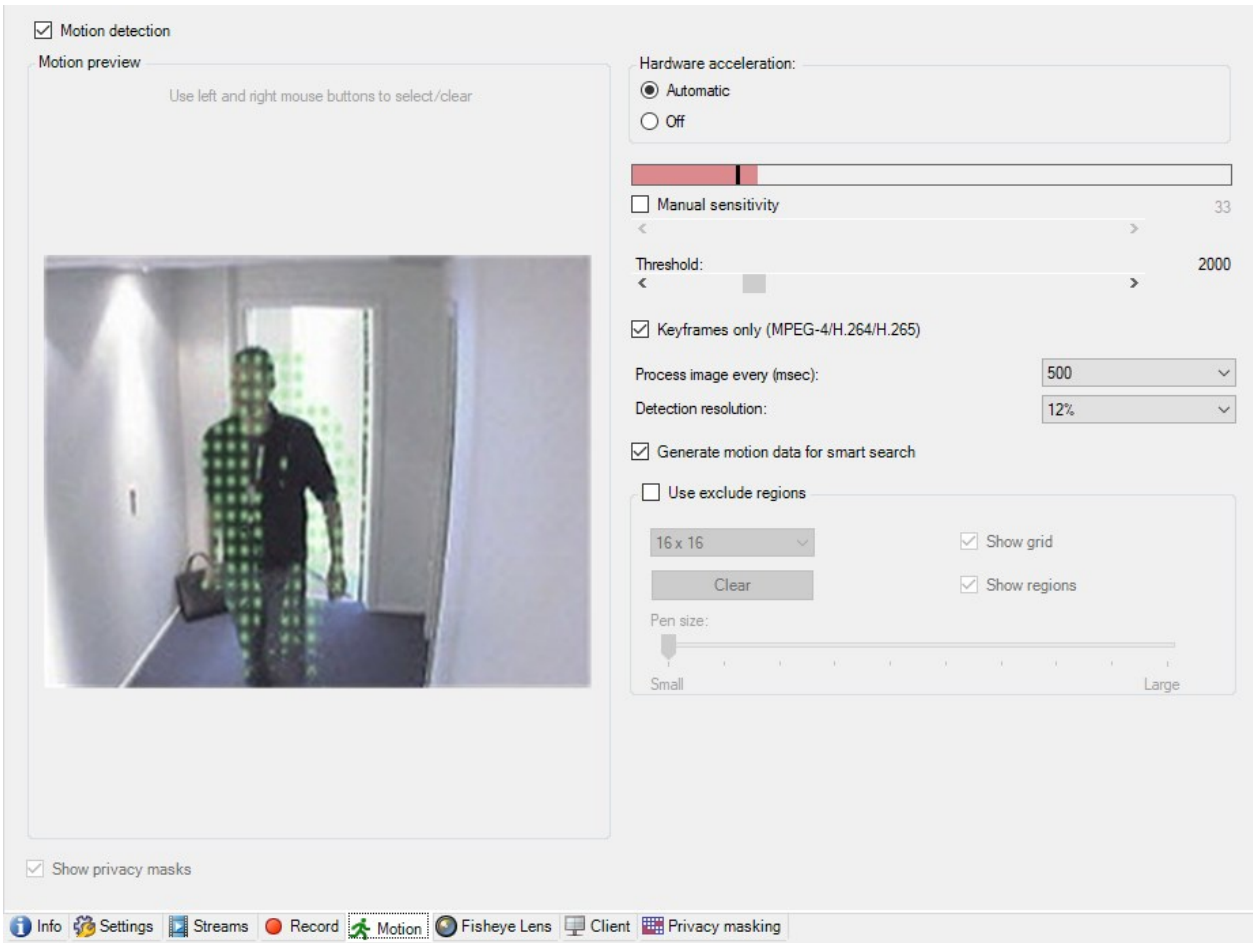 Motion detection
Motion preview
Use left and right mouse buttons to select/clear
Hardware acceleration:
Automatic
Off
Manual sensitivity 33
Threshold: 2000
Keyframes only (MPEG-4/H.264/H.265)
Process image every (msec): 500
Detection resolution: 12%
Generate motion data for smart search
Use exclude regions
16 x 16 Show grid
Clear Show regions
Pen size:
Small Large
Show privacy masks
Info Settings Streams Record Motion Fisheye Lens Client Privacy masking